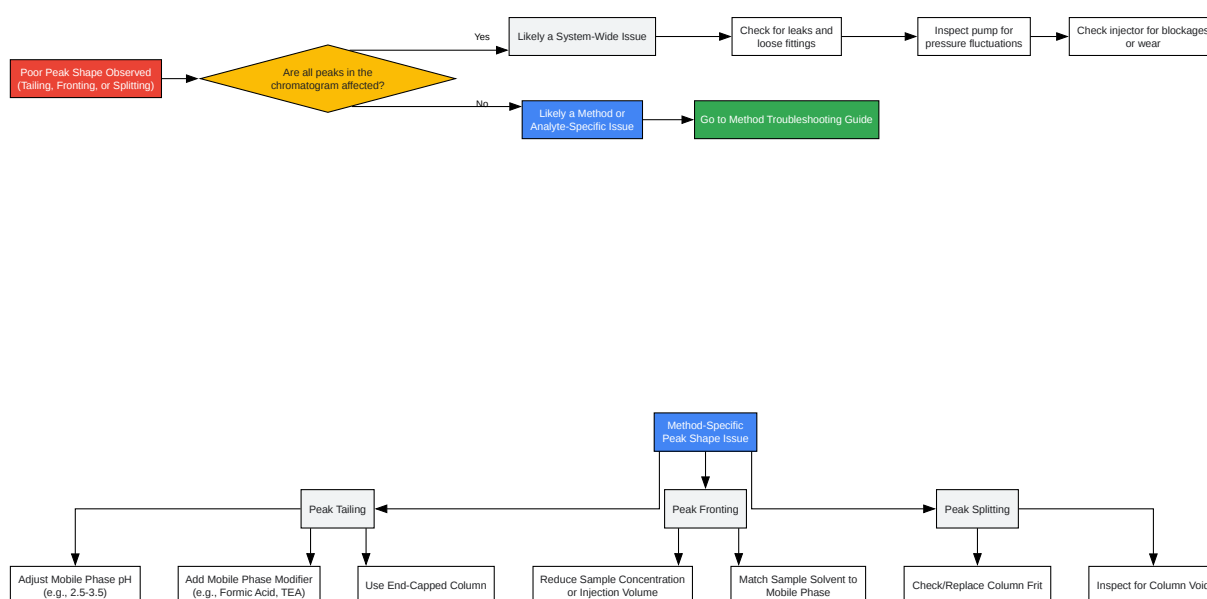 Poor Peak Shape Observed
(Tailing, Fronting, or Splitting)
Are all peaks in the
chromatogram affected?
Yes
Likely a System-Wide Issue
Check for leaks and
loose fittings
Inspect pump for
pressure fluctuations
Check injector for blockages
or wear
No
Likely a Method or
Analyte-Specific Issue
Go to Method Troubleshooting Guide
Method-Specific
Peak Shape Issue
Peak Tailing
Peak Fronting
Peak Splitting
Adjust Mobile Phase pH
(e.g., 2.5-3.5)
Add Mobile Phase Modifier
(e.g., Formic Acid, TEA)
Use End-Capped Column
Reduce Sample Concentration
or Injection Volume
Match Sample Solvent to
Mobile Phase
Check/Replace Column Frit
Inspect for Column Void